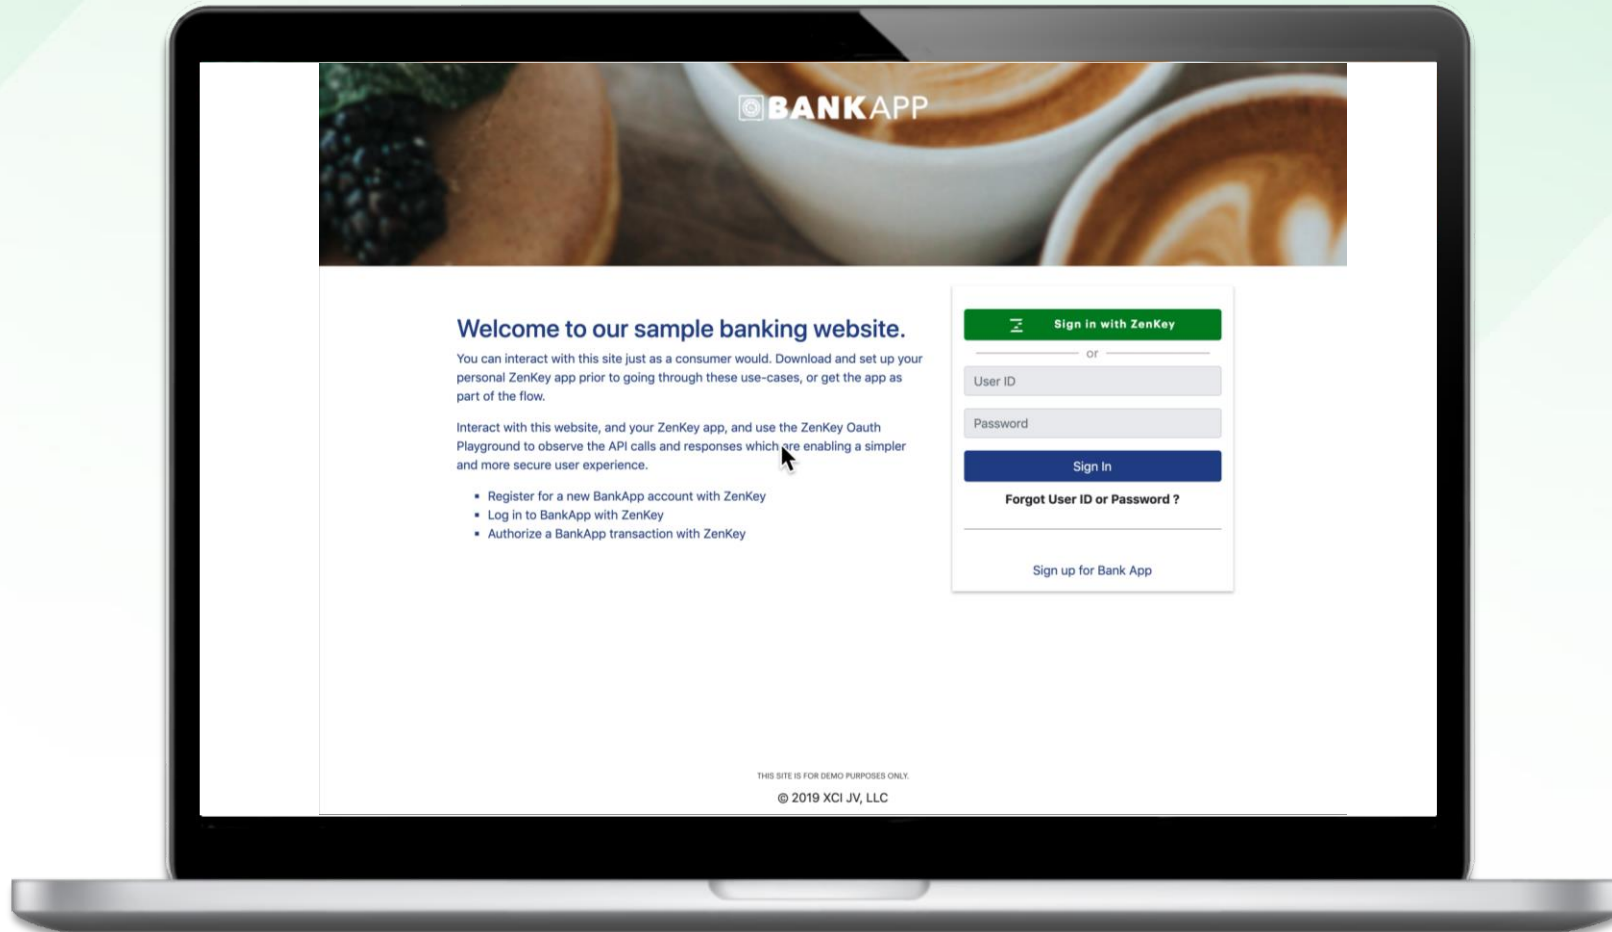 BANKAPP
Welcome to our sample banking website.
You can interact with this site just as a consumer would. Download and set up your
personal ZenKey app prior to going through these use-cases, or get the app as
part of the flow.
Interact with this website, and your ZenKey app, and use the ZenKey Oauth
Playground to observe the API calls and responses which are enabling a simpler
and more secure user experience.
▪ Register for a new BankApp account with ZenKey
▪ Log in to BankApp with ZenKey
▪ Authorize a BankApp transaction with ZenKey
Sign in with ZenKey
or
User ID
Password
Sign In
Forgot User ID or Password ?
Sign up for Bank App
THIS SITE IS FOR DEMO PURPOSES ONLY.
© 2019 XCI JV, LLC